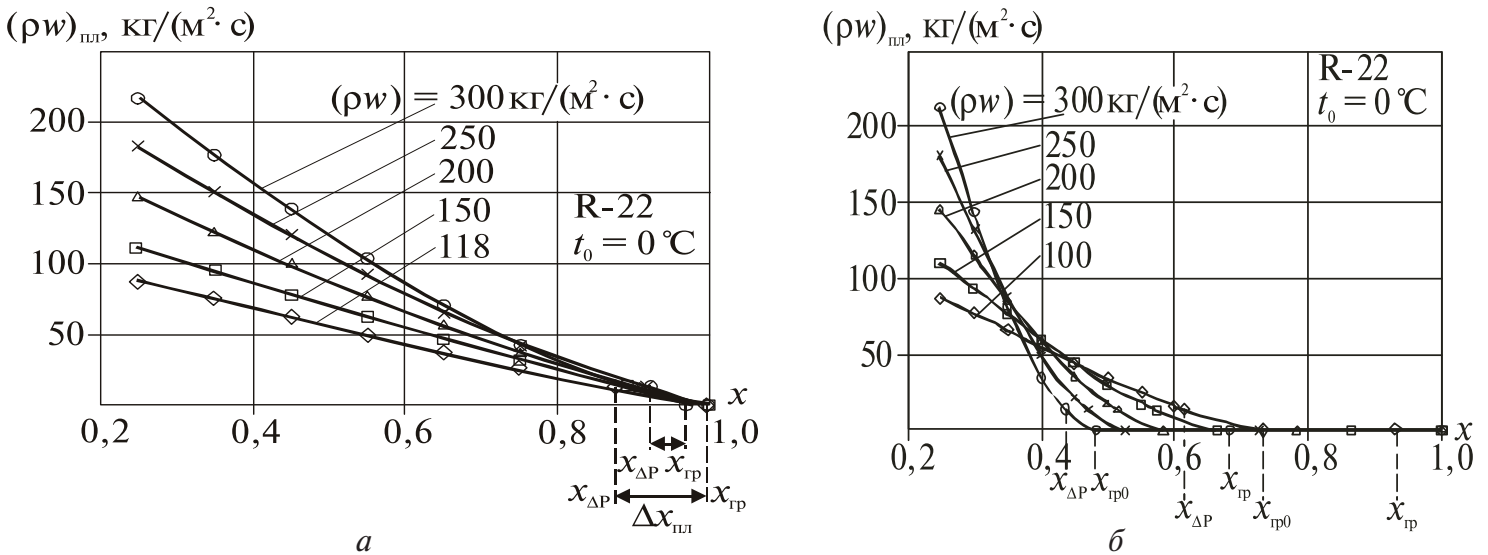 (ρw)пл, кг/(м²· с)
(ρw) = 300 кг/(м²· с)
200
250
200
150
150
R-22
t₀ = 0 °C
118
100
50
x
0,2 0,4 0,6 0,8 1,0
xΔP xгр
xΔP xгр
Δxпл
а
(ρw)пл, кг/(м²· с)
R-22
t₀ = 0 °C
(ρw) = 300 кг/(м²· с)
200
250
200
150
150
100
100
50
x
0,2 0,4 0,6 0,8 1,0
xΔP xгр0 xгр
xΔP xгр0 xгр
б